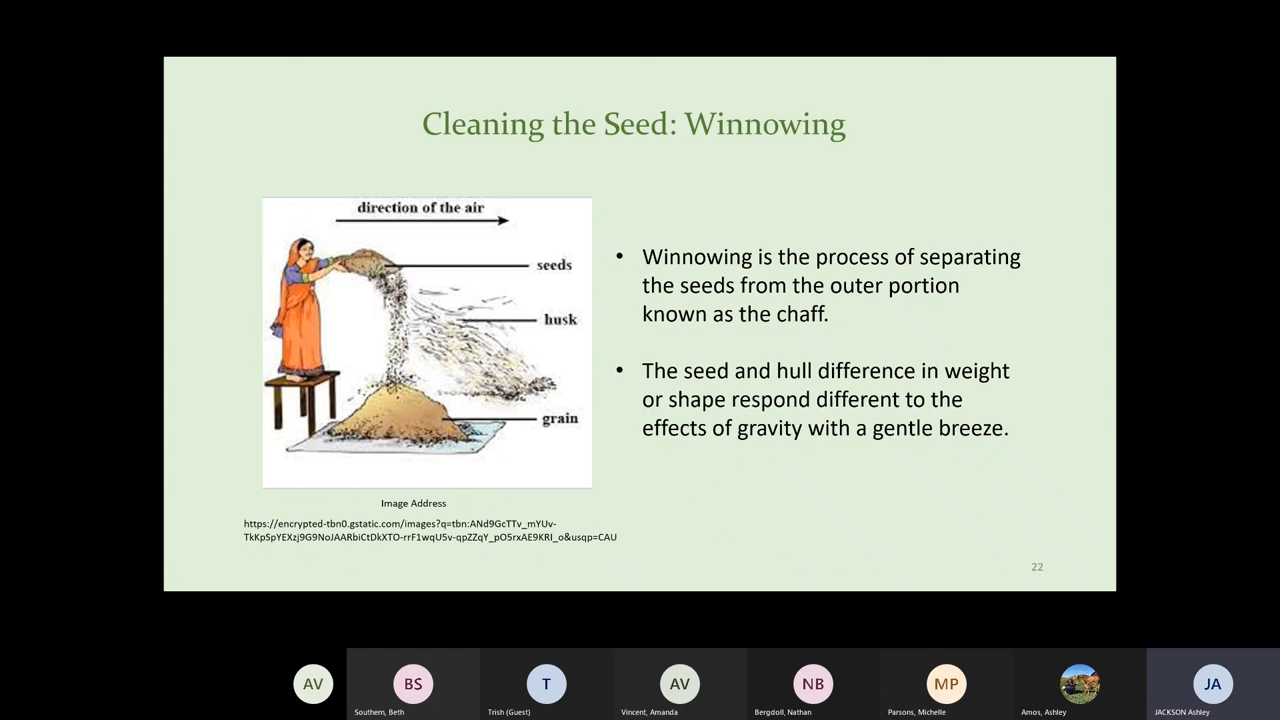 Cleaning the Seed: Winnowing
direction of the air
seeds
husk
grain
• Winnowing is the process of separating
the seeds from the outer portion
known as the chaff.
• The seed and hull difference in weight
or shape respond different to the
effects of gravity with a gentle breeze.
Image Address
https://encrypted-tbn0.gstatic.com/images?q=tbn:ANd9GcTTv_mYUv-
TkKpSpYEXzj9G9NoJAARbiCtDkXTO-rrF1wqU5v-qpZZqY_pO5rxAE9KRI_o&usqp=CAU
22
AV
BS
T
AV
NB
MP
JA
Southern, Beth
Trish (Guest)
Vincent, Amanda
Bergdoll, Nathan
Parsons, Michelle
Amos, Ashley
JACKSON Ashley